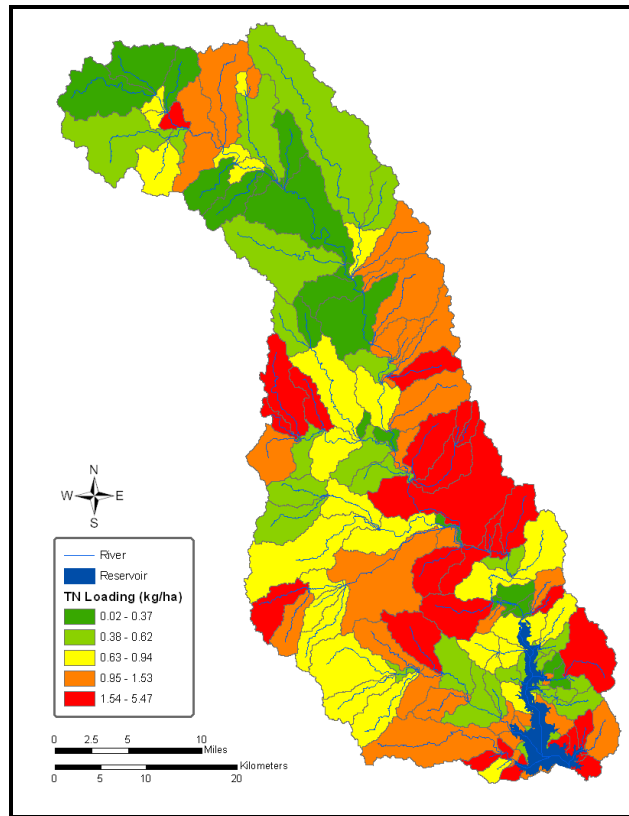 N
W E
S
River
Reservoir
TN Loading (kg/ha)
0.02 - 0.37
0.38 - 0.62
0.63 - 0.94
0.95 - 1.53
1.54 - 5.47
0 2.5 5 10
Miles
Kilometers
0 5 10 20